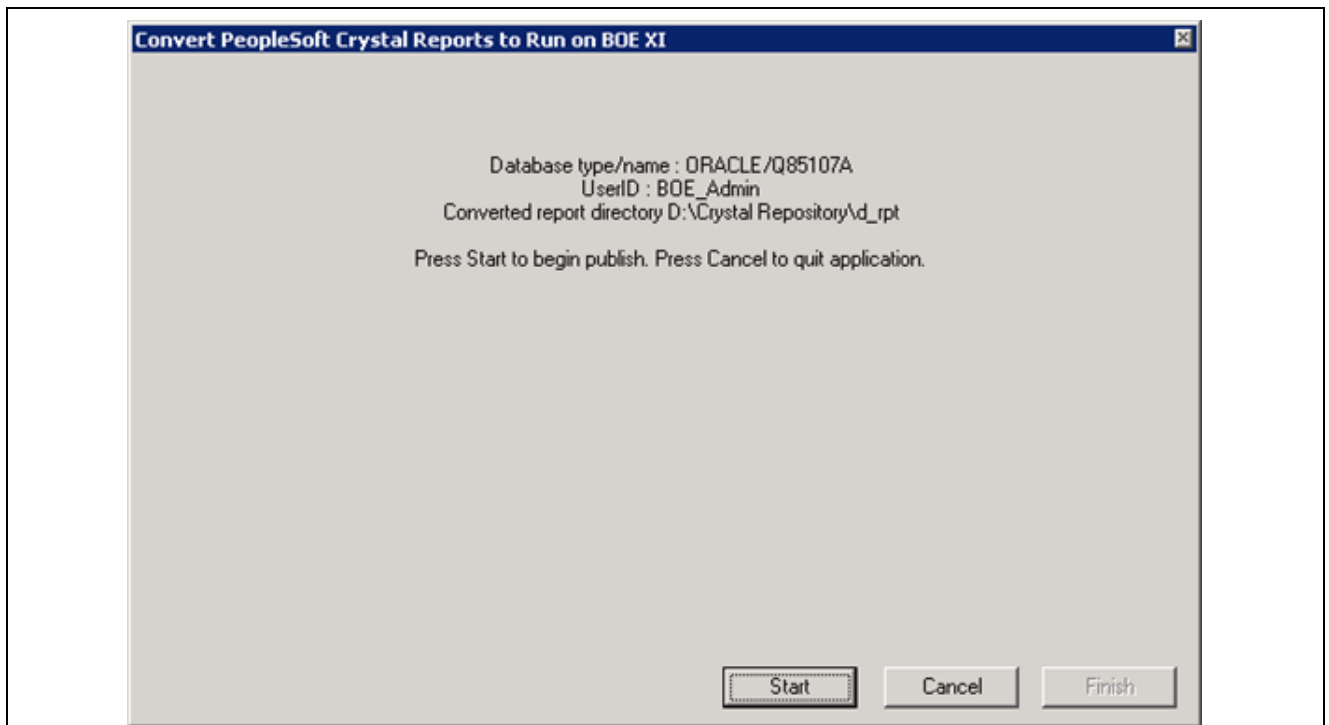 Convert PeopleSoft Crystal Reports to Run on BOE XI
Database type/name : ORACLE/Q85107A
UserID : BOE_Admin
Converted report directory D:\Crystal Repository\d_rpt
Press Start to begin publish. Press Cancel to quit application.
Start Cancel Finish